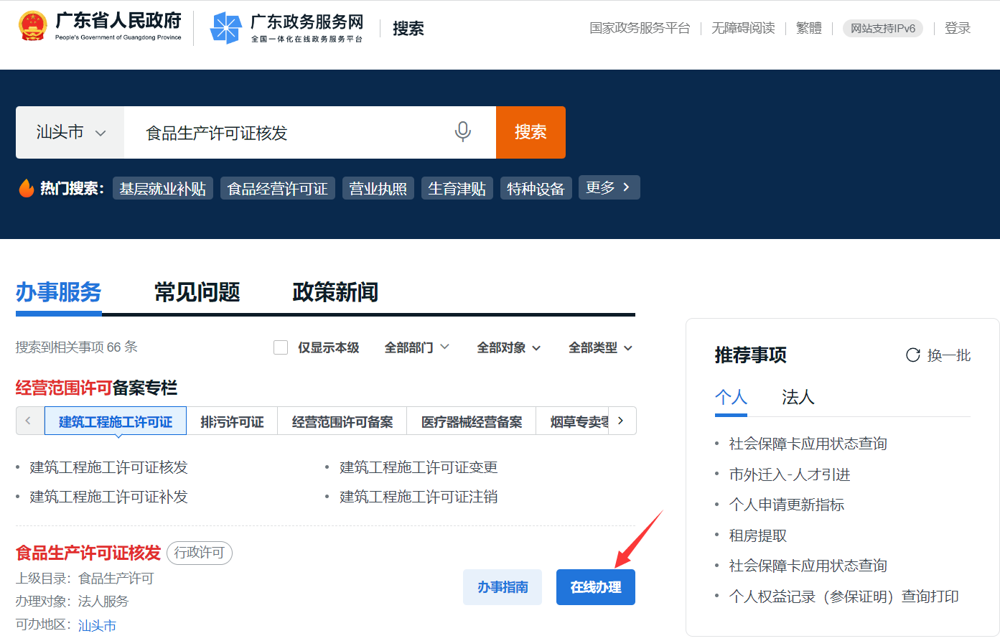 广东省人民政府
People's Government of Guangdong Province
广东政务服务网
全国一体化在线政务服务平台
搜索
国家政务服务平台
无障碍阅读
繁體
网站支持IPv6
登录
汕头市
食品生产许可证核发
搜索
热门搜索：
基层就业补贴
食品经营许可证
营业执照
生育津贴
特种设备
更多
办事服务
常见问题
政策新闻
搜索到相关事项 66 条
仅显示本级
全部部门
全部对象
全部类型
经营范围许可备案专栏
建筑工程施工许可证
排污许可证
经营范围许可备案
医疗器械经营备案
烟草专卖零
建筑工程施工许可证核发
建筑工程施工许可证变更
建筑工程施工许可证补发
建筑工程施工许可证注销
食品生产许可证核发
行政许可
上级目录：食品生产许可
办理对象：法人服务
可办地区：汕头市
办事指南
在线办理
推荐事项
换一批
个人
法人
社会保障卡应用状态查询
市外迁入-人才引进
个人申请更新指标
租房提取
社会保障卡应用状态查询
个人权益记录（参保证明）查询打印